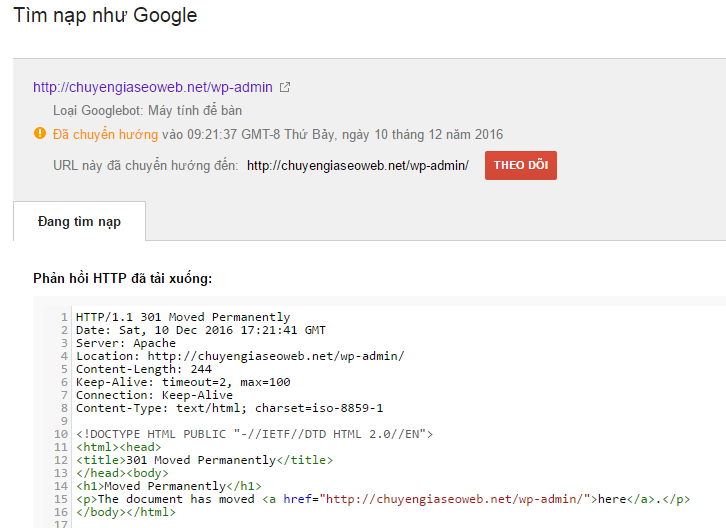 Tìm nạp như Google
http://chuyengiaseoweb.net/wp-admin
Loại Googlebot: Máy tính để bàn
Đã chuyển hướng vào 09:21:37 GMT-8 Thứ Bảy, ngày 10 tháng 12 năm 2016
URL này đã chuyển hướng đến: http://chuyengiaseoweb.net/wp-admin/ THEO DÕI
Đang tìm nạp
Phản hồi HTTP đã tải xuống:
1 HTTP/1.1 301 Moved Permanently
2 Date: Sat, 10 Dec 2016 17:21:41 GMT
3 Server: Apache
4 Location: http://chuyengiaseoweb.net/wp-admin/
5 Content-Length: 244
6 Keep-Alive: timeout=2, max=100
7 Connection: Keep-Alive
8 Content-Type: text/html; charset=iso-8859-1
9
10 <!DOCTYPE HTML PUBLIC "-//IETF//DTD HTML 2.0//EN">
11 <html><head>
12 <title>301 Moved Permanently</title>
13 </head><body>
14 <h1>Moved Permanently</h1>
15 <p>The document has moved <a href="http://chuyengiaseoweb.net/wp-admin/">here</a>.</p>
16 </body></html>
17